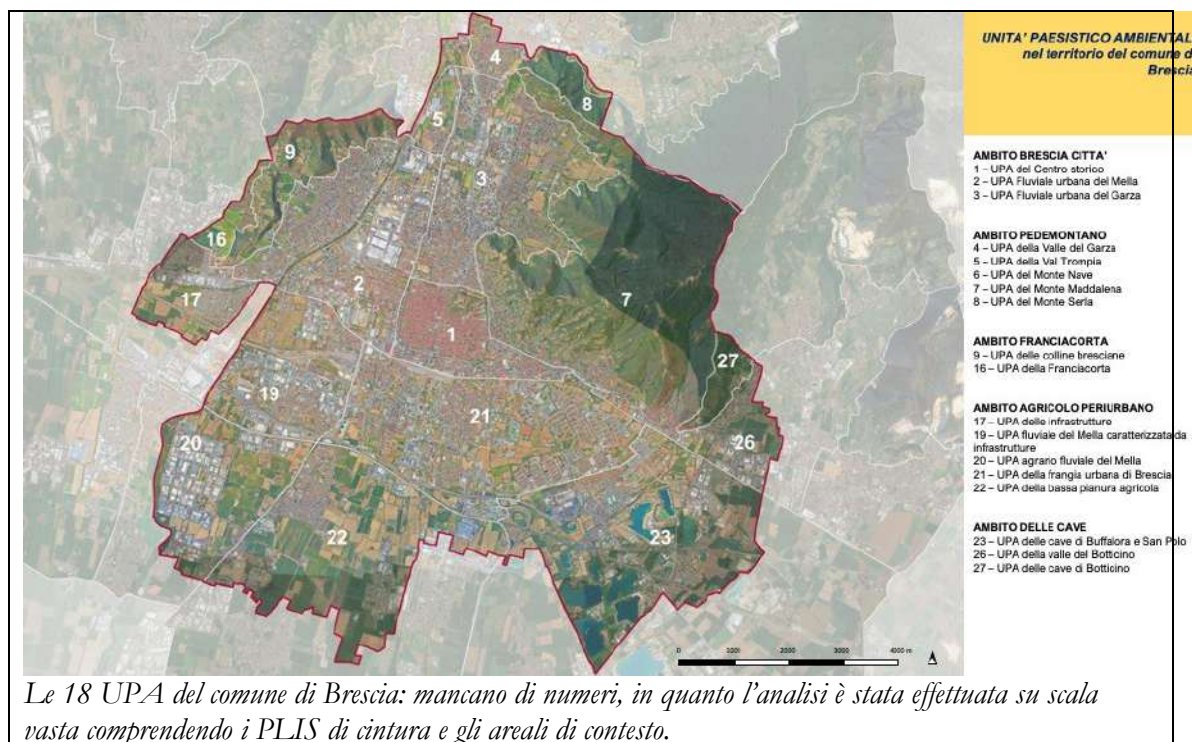 UNITA' PAESISTICO AMBIENTAL
nel territorio del comune d
Brescia
AMBITO BRESCIA CITTA'
1 – UPA del Centro storico
2 – UPA Fluviale urbana del Mella
3 – UPA Fluviale urbana del Garza
AMBITO PEDEMONTANO
4 – UPA della Valle del Garza
5 – UPA della Val Trompia
6 – UPA del Monte Nave
7 – UPA del Monte Maddalena
8 – UPA del Monte Serla
AMBITO FRANCIACORTA
9 – UPA delle colline bresciane
16 – UPA della Franciacorta
AMBITO AGRICOLO PERIURBANO
17 – UPA delle infrastrutture
19 – UPA fluviale del Mella caratterizzata da
infrastrutture
20 – UPA agrario fluviale del Mella
21 – UPA della frangia urbana di Brescia
22 – UPA della bassa pianura agricola
AMBITO DELLE CAVE
23 – UPA delle cave di Buffalora e San Polo
26 – UPA della valle del Botticino
27 – UPA delle cave di Botticino
4
8
5
9
3
16
17
2
7
1
27
19
21
20
26
22
23
0 1000 2000 3000 4000 m
Le 18 UPA del comune di Brescia: mancano di numeri, in quanto l'analisi è stata effettuata su scala
vasta comprendendo i PLIS di cintura e gli areali di contesto.